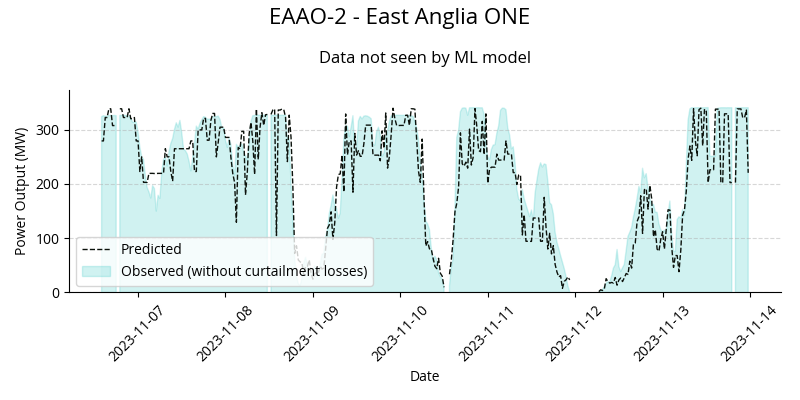 EAAO-2 - East Anglia ONE
Data not seen by ML model
Power Output (MW)
300
200
100
0
Predicted
Observed (without curtailment losses)
2023-11-07
2023-11-08
2023-11-09
2023-11-10
2023-11-11
2023-11-12
2023-11-13
2023-11-14
Date